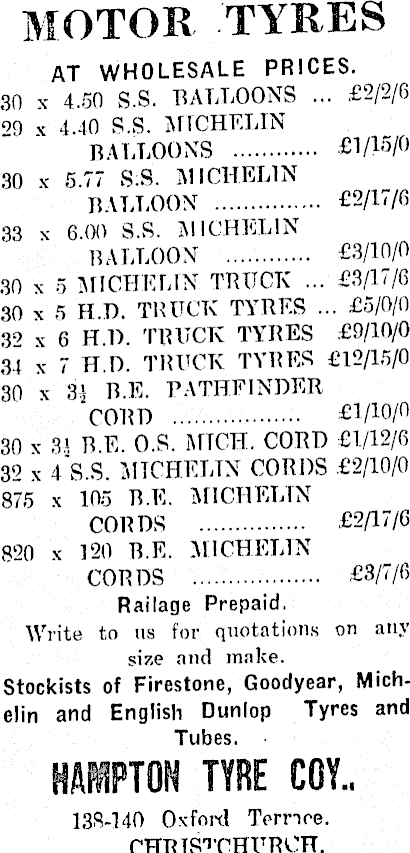 MOTOR TYRES
AT WHOLESALE PRICES.
30 x 4.50 S.S. BALLOONS ... £2/2/6
29 x 4.40 S.S. MICHELIN
BALLOONS ............ £1/15/0
30 x 5.77 S.S. MICHELIN
BALLOON ............... £2/17/6
33 x 6.00 S.S. MICHELIN
BALLOON ............ £3/10/0
30 x 5 MICHELIN TRUCK ... £3/17/6
30 x 5 H.D. TRUCK TYRES ... £5/0/0
32 x 6 H.D. TRUCK TYRES £9/10/0
34 x 7 H.D. TRUCK TYRES £12/15/0
30 x 3½ B.E. PATHFINDER
CORD .................. £1/10/0
30 x 3½ B.E. O.S. MICH. CORD £1/12/6
32 x 4 S.S. MICHELIN CORDS £2/10/0
875 x 105 B.E. MICHELIN
CORDS ............... £2/17/6
820 x 120 B.E. MICHELIN
CORDS .................. £3/7/6
Railage Prepaid.
Write to us for quotations on any
size and make.
Stockists of Firestone, Goodyear, Mich-
elin and English Dunlop Tyres and
Tubes.
HAMPTON TYRE COY.,
138-140 Oxford Terrace.
CHRISTCHURCH.